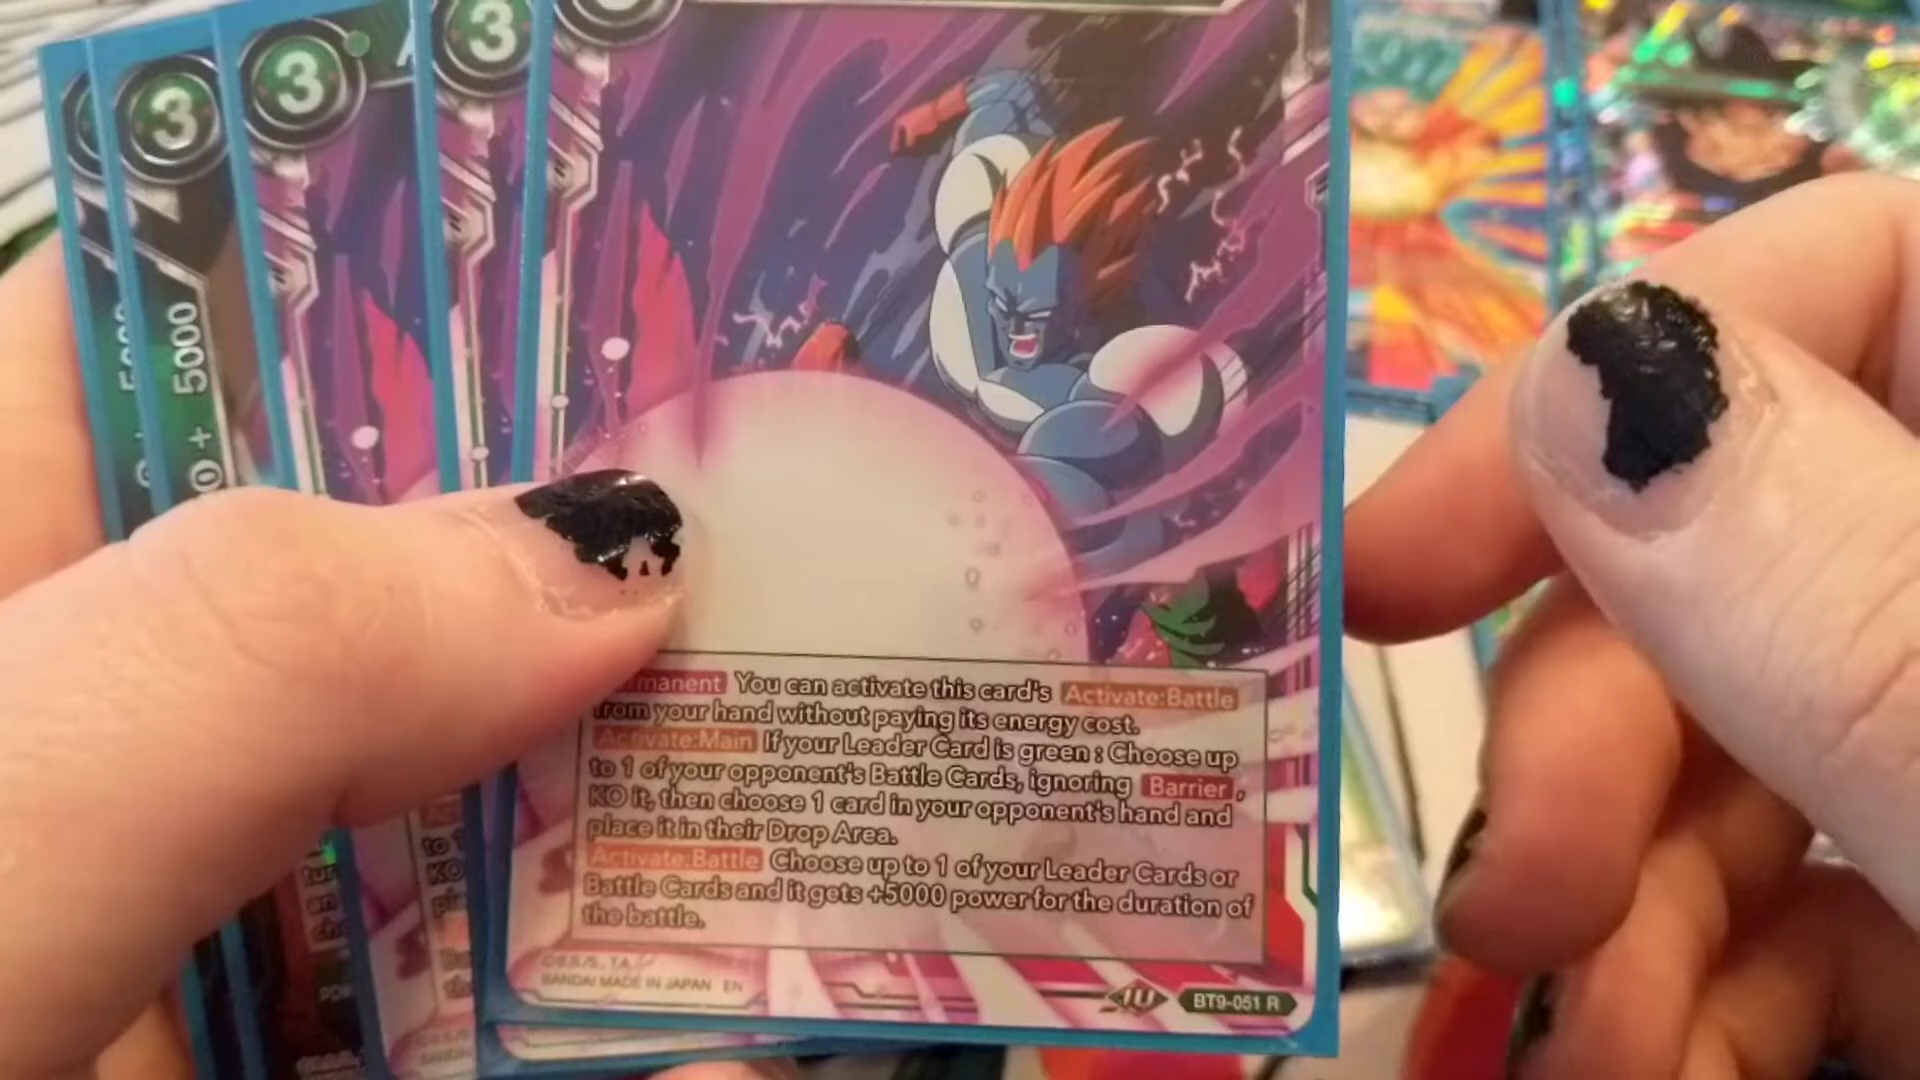 3
3
3
5000
5000
manent You can activate this card's Activate:Battle
from your hand without paying its energy cost.
Activate:Main If your Leader Card is green : Choose up
to 1 of your opponent's Battle Cards, ignoring Barrier,
KO it, then choose 1 card in your opponent's hand and
place it in their Drop Area.
Activate:Battle Choose up to 1 of your Leader Cards or
Battle Cards and it gets +5000 power for the duration of
the battle.
BANDAI MADE IN JAPAN EN
IU BT9-051 R
to 1
KO